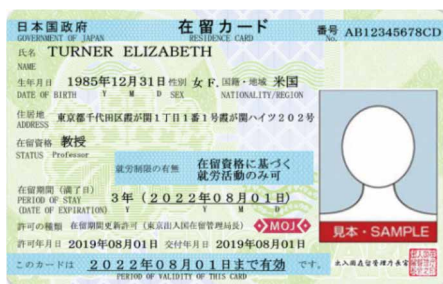 日本国政府 在留カード 番号 AB12345678CD
GOVERNMENT OF JAPAN RESIDENCE CARD No.
氏名 TURNER ELIZABETH
NAME
生年月日 1985年12月31日 性別 女 F. 国籍・地域 米国
DATE OF BIRTH Y M D SEX NATIONALITY/REGION
住居地 東京都千代田区霞が関1丁目1番1号霞が関ハイツ202号
ADDRESS
在留資格 教授
STATUS Professor
就労制限の有無 在留資格に基づく
就労活動のみ可
在留期間(満了日)
PERIOD OF STAY 3年(2022年08月01日)
(DATE OF EXPIRATION) Y Y M D
許可の種類 在留期間更新許可(東京出入国在留管理局長) MOJ
見本・SAMPLE
許可年月日 2019年08月01日 交付年月日 2019年08月01日
このカードは 2022年08月01日まで有効 です。 出入国在留管理庁長官
PERIOD OF VALIDITY OF THIS CARD